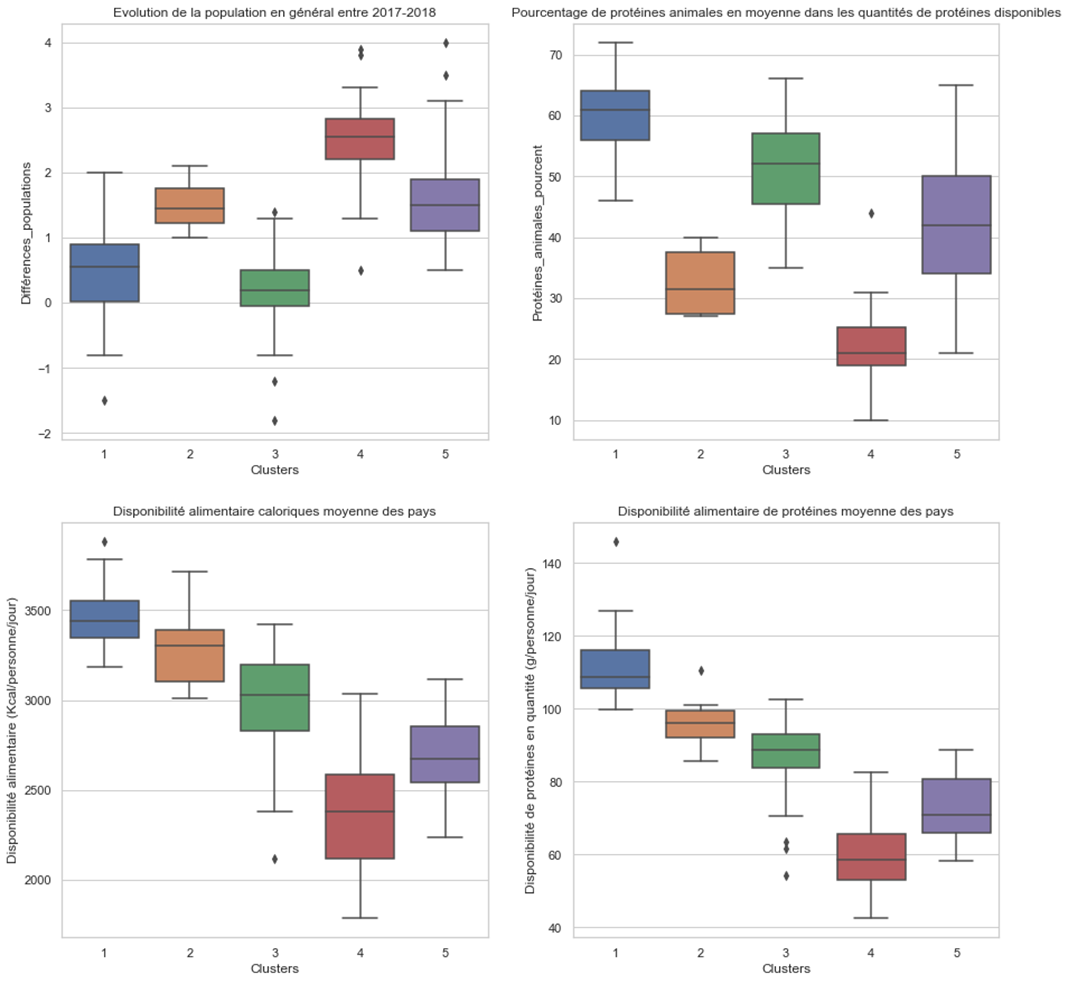 Evolution de la population en général entre 2017-2018
Différences_populations
4
3
2
1
0
−1
−2
1 2 3 4 5
Clusters
Pourcentage de protéines animales en moyenne dans les quantités de protéines disponibles
Protéines_animales_pourcent
70
60
50
40
30
20
10
1 2 3 4 5
Clusters
Disponibilité alimentaire caloriques moyenne des pays
Disponibilité alimentaire (Kcal/personne/jour)
3500
3000
2500
2000
1 2 3 4 5
Clusters
Disponibilité alimentaire de protéines moyenne des pays
Disponibilité de protéines en quantité (g/personne/jour)
140
120
100
80
60
40
1 2 3 4 5
Clusters